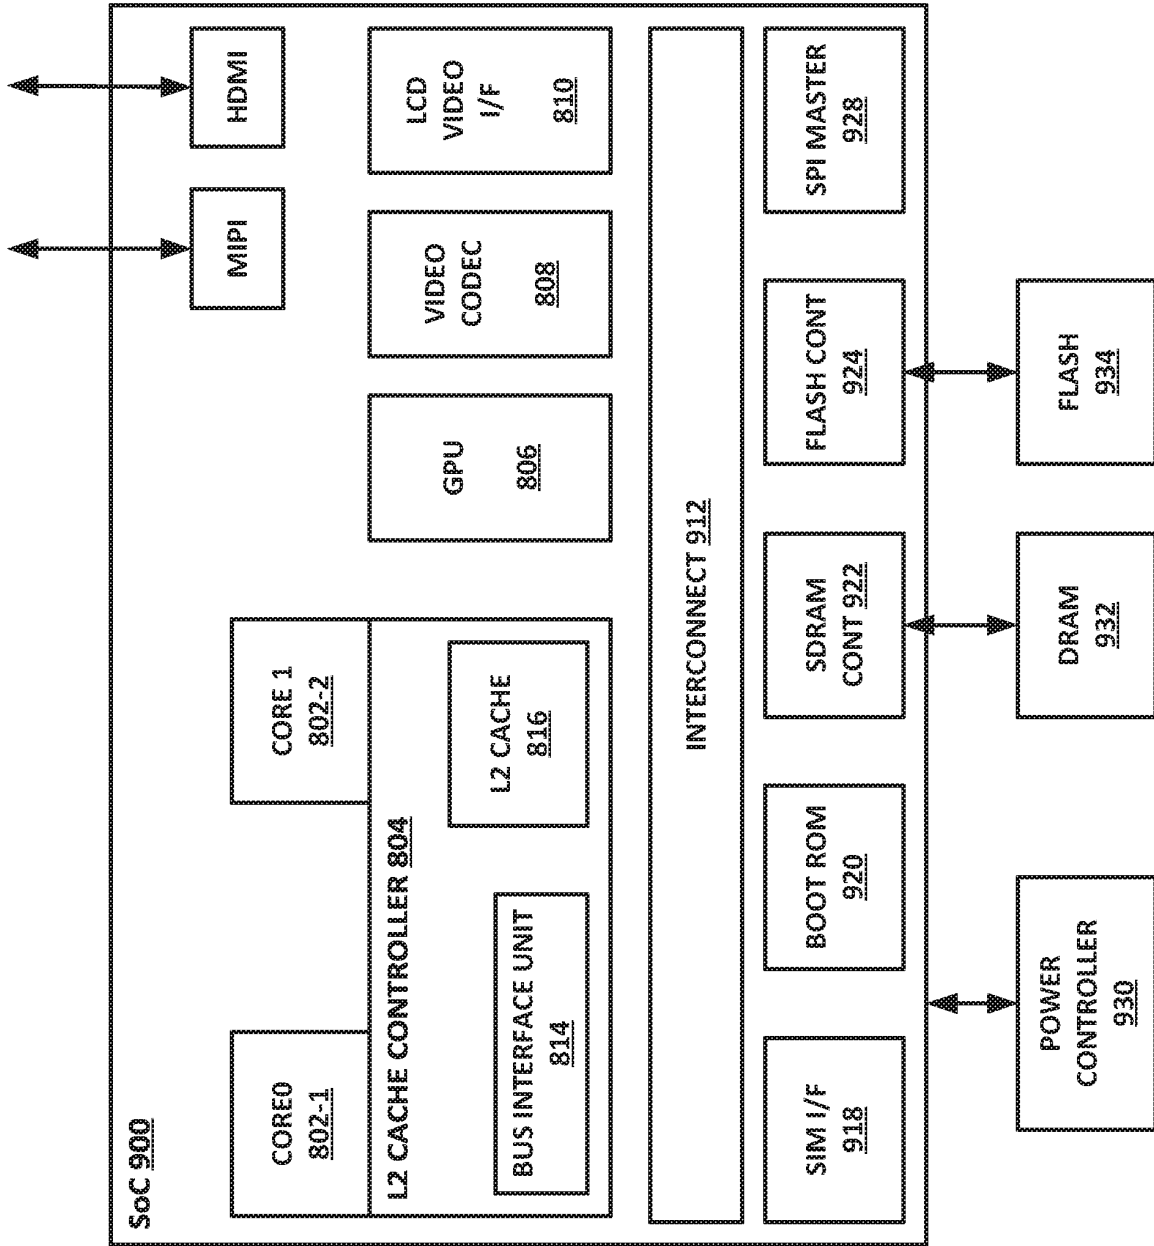 SoC 900
CORE0
802-1
CORE 1
802-2
L2 CACHE CONTROLLER 804
BUS INTERFACE UNIT
814
L2 CACHE
816
GPU
806
VIDEO
CODEC
808
LCD
VIDEO
I/F
810
MIPI
HDMI
INTERCONNECT 912
SIM I/F
918
BOOT ROM
920
SDRAM
CONT 922
FLASH CONT
924
SPI MASTER
928
POWER
CONTROLLER
930
DRAM
932
FLASH
934